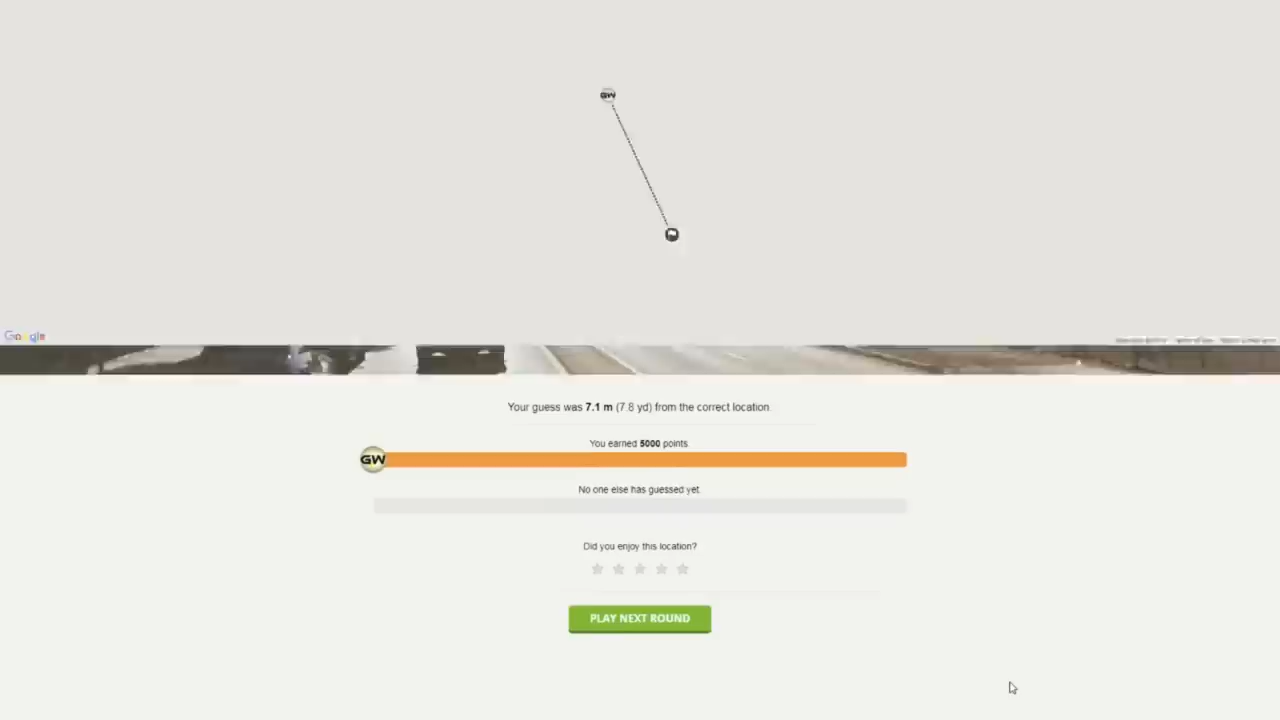 GW
Google
Your guess was 7.1 m (7.8 yd) from the correct location.
You earned 5000 points.
GW
No one else has guessed yet.
Did you enjoy this location?
PLAY NEXT ROUND